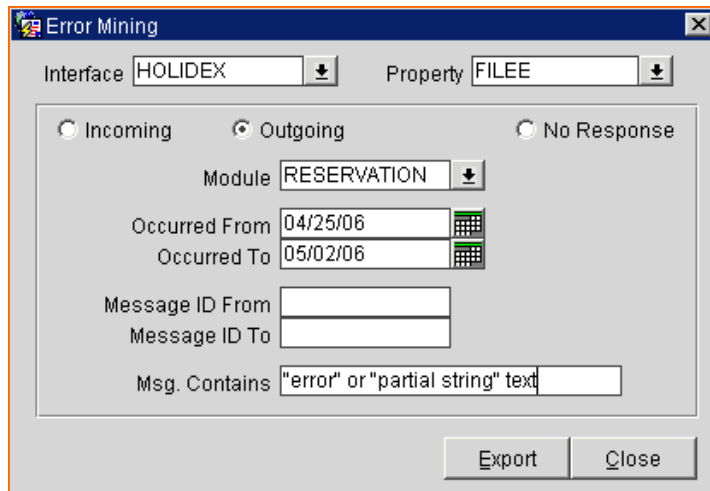 Error Mining
Interface HOLIDEX Property FILEE
Incoming Outgoing No Response
Module RESERVATION
Occurred From 04/25/06
Occurred To 05/02/06
Message ID From
Message ID To
Msg. Contains "error" or "partial string" text
Export Close